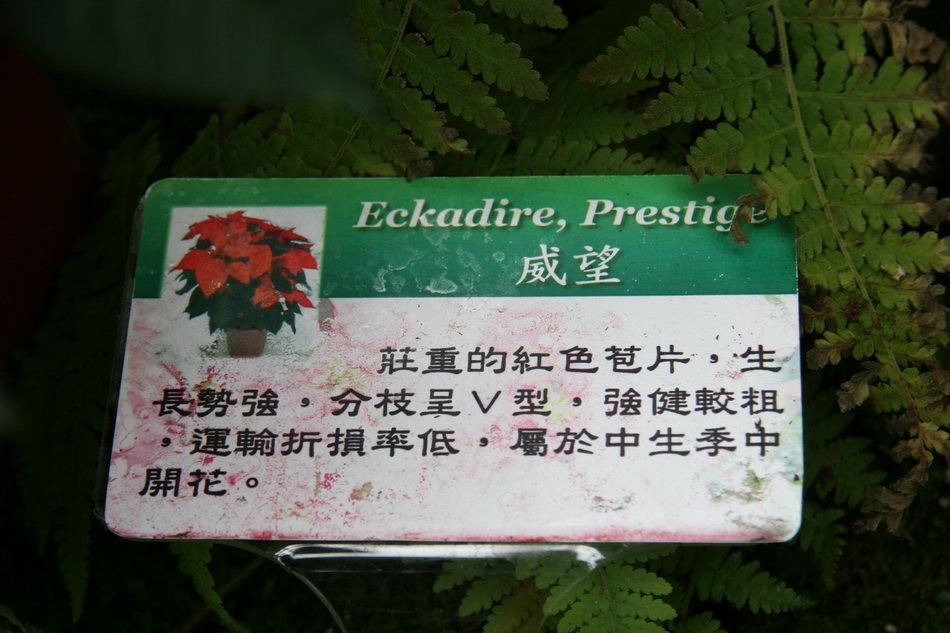 Eckadire, Prestige
威望
莊重的紅色苞片，生
長勢強，分枝呈V型，強健較粗
，運輸折損率低，屬於中生季中
開花。